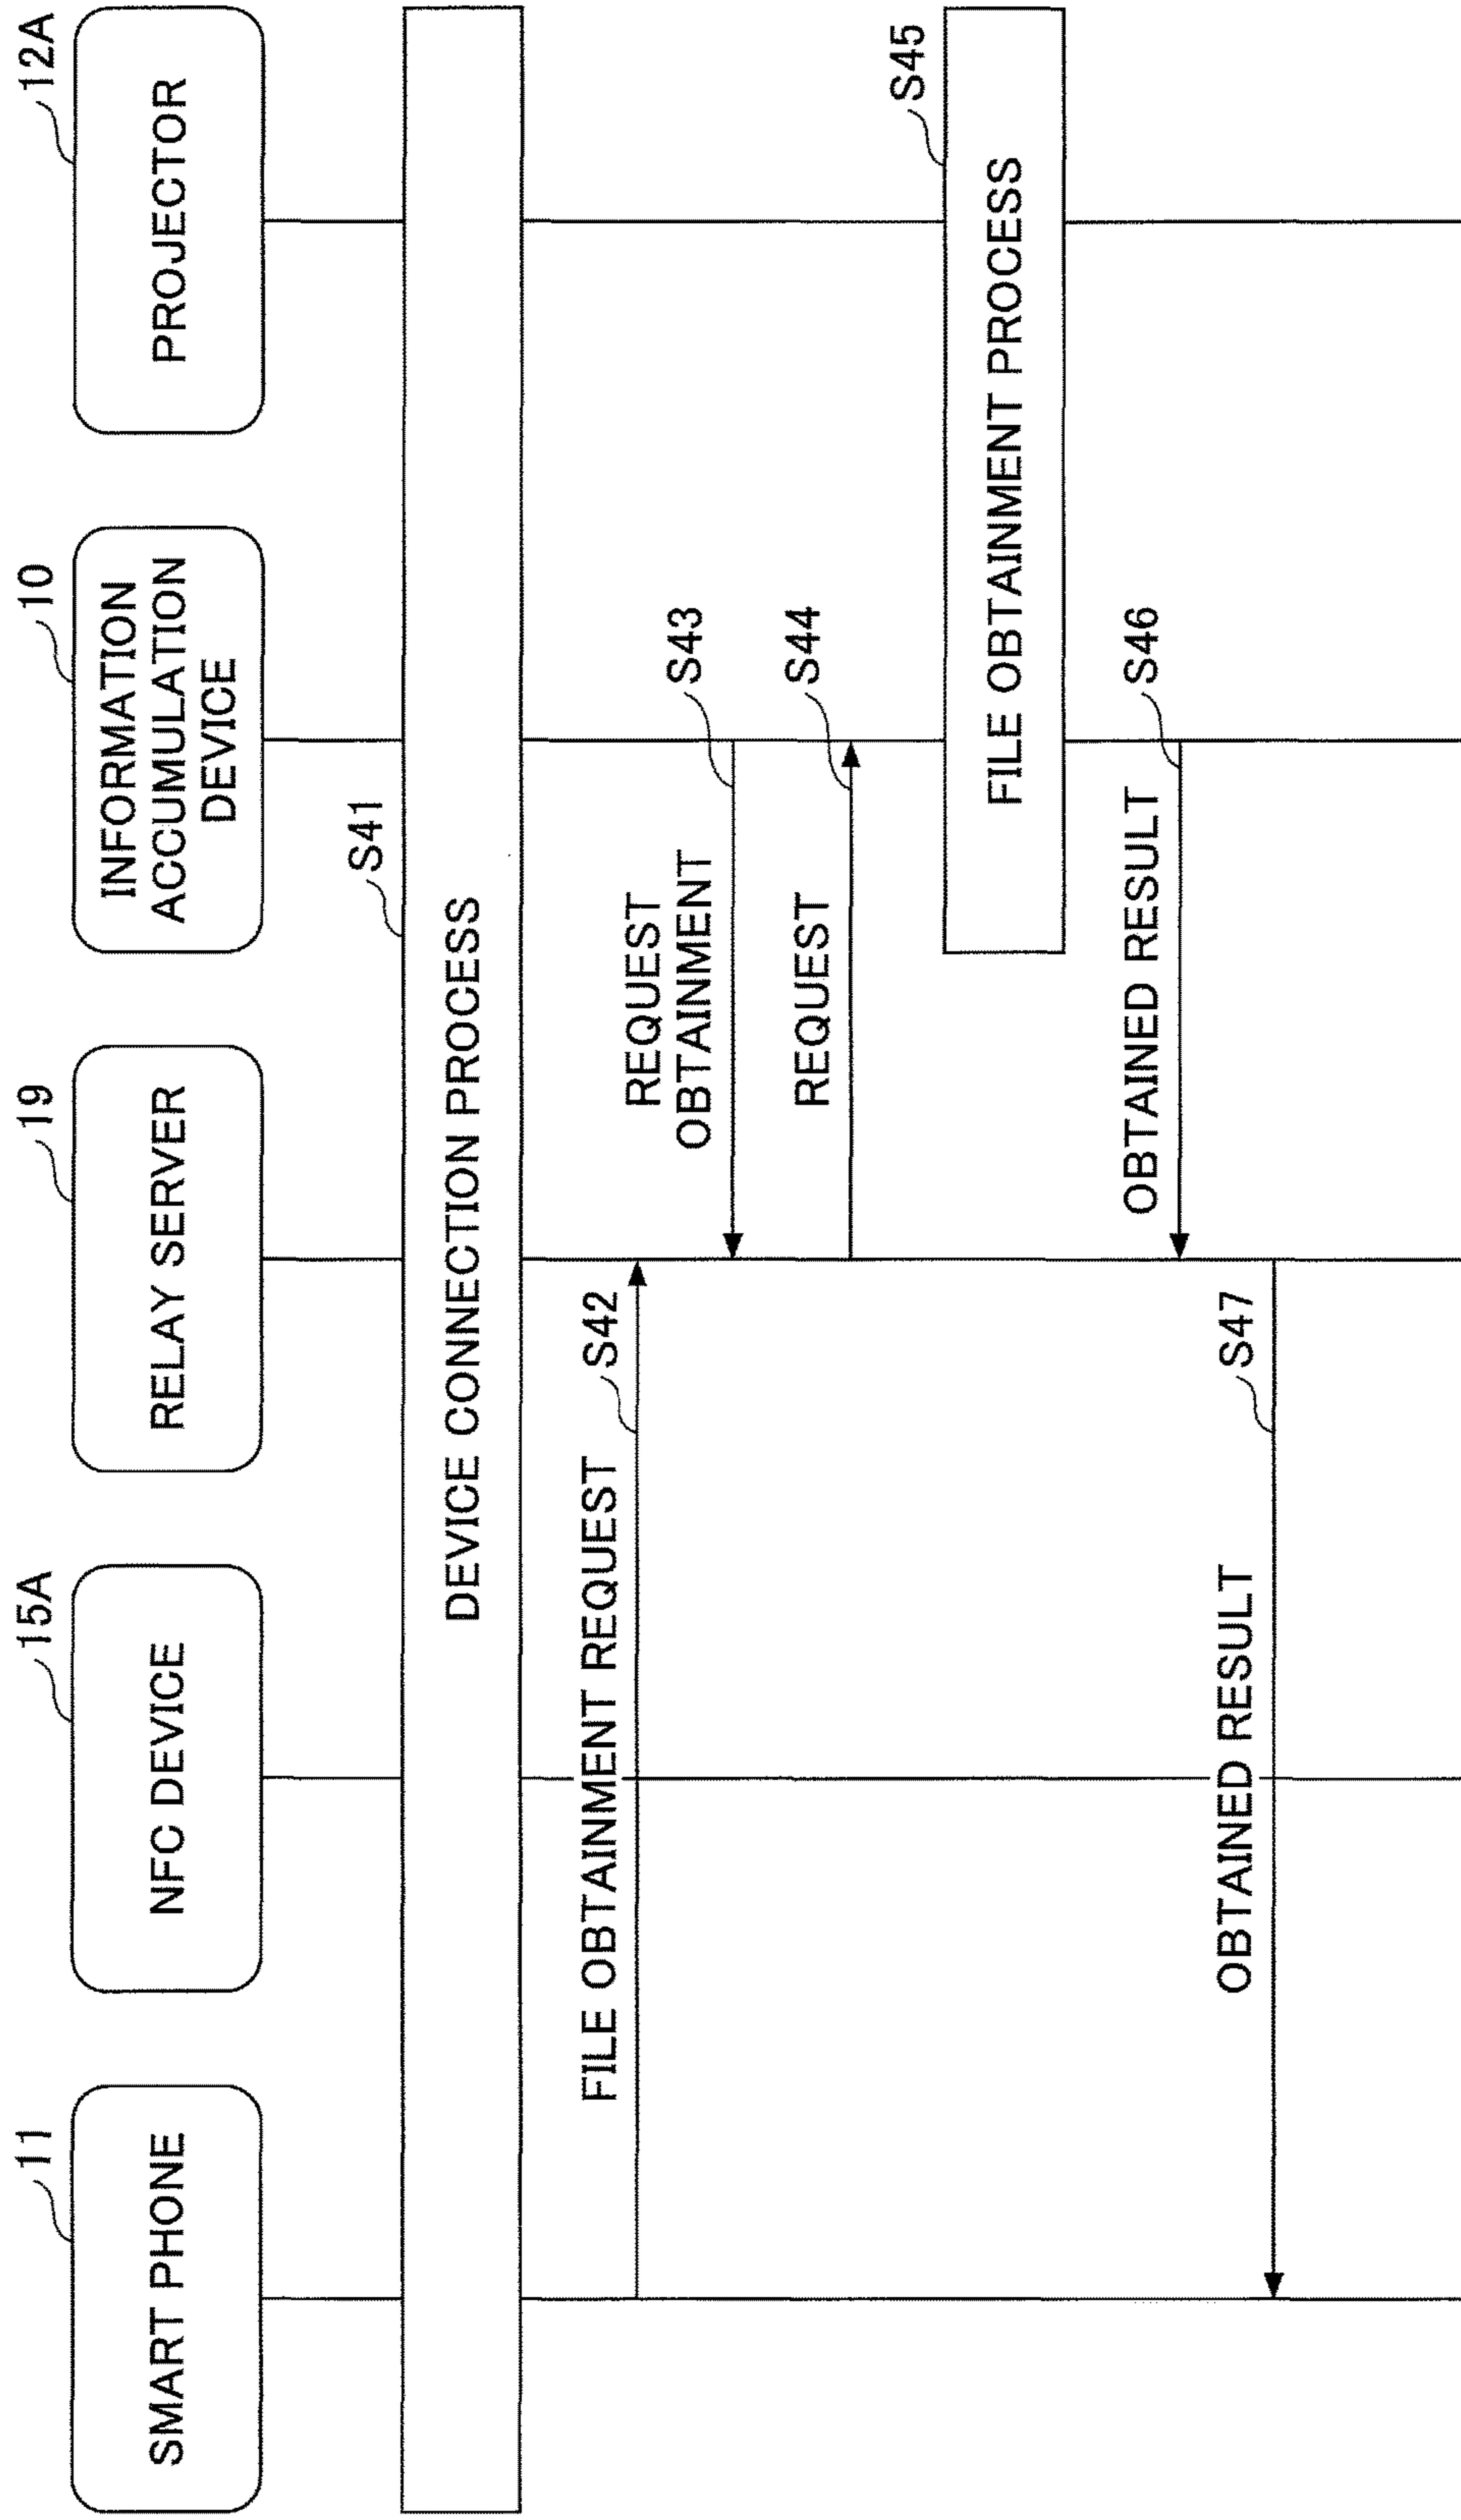 11
SMART PHONE
15A
NFC DEVICE
19
RELAY SERVER
10
INFORMATION
ACCUMULATION
DEVICE
12A
PROJECTOR
S41
DEVICE CONNECTION PROCESS
FILE OBTAINMENT REQUEST
S42
REQUEST
OBTAINMENT
S43
REQUEST
S44
S45
FILE OBTAINMENT PROCESS
OBTAINED RESULT
S46
OBTAINED RESULT
S47